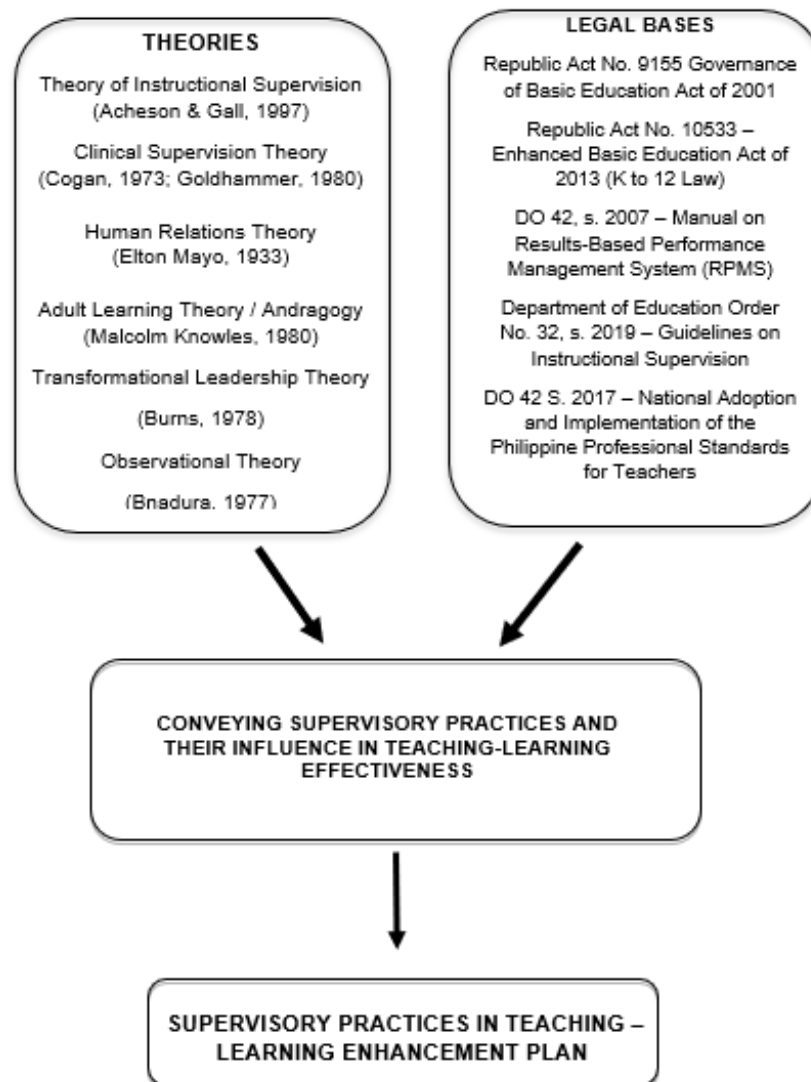 THEORIES
Theory of Instructional Supervision
(Acheson & Gall, 1997)
Clinical Supervision Theory
(Cogan, 1973; Goldhammer, 1980)
Human Relations Theory
(Elton Mayo, 1933)
Adult Learning Theory / Andragogy
(Malcolm Knowles, 1980)
Transformational Leadership Theory
(Burns, 1978)
Observational Theory
(Bnadura. 1977)
LEGAL BASES
Republic Act No. 9155 Governance
of Basic Education Act of 2001
Republic Act No. 10533 –
Enhanced Basic Education Act of
2013 (K to 12 Law)
DO 42, s. 2007 – Manual on
Results-Based Performance
Management System (RPMS)
Department of Education Order
No. 32, s. 2019 – Guidelines on
Instructional Supervision
DO 42 S. 2017 – National Adoption
and Implementation of the
Philippine Professional Standards
for Teachers
CONVEYING SUPERVISORY PRACTICES AND
THEIR INFLUENCE IN TEACHING-LEARNING
EFFECTIVENESS
SUPERVISORY PRACTICES IN TEACHING –
LEARNING ENHANCEMENT PLAN